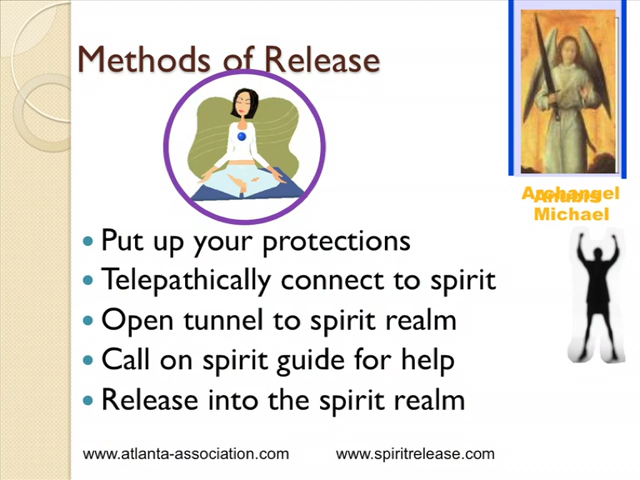 Methods of Release
Archangel
Anubis
Michael
Put up your protections
Telepathically connect to spirit
Open tunnel to spirit realm
Call on spirit guide for help
Release into the spirit realm
www.atlanta-association.com
www.spiritrelease.com